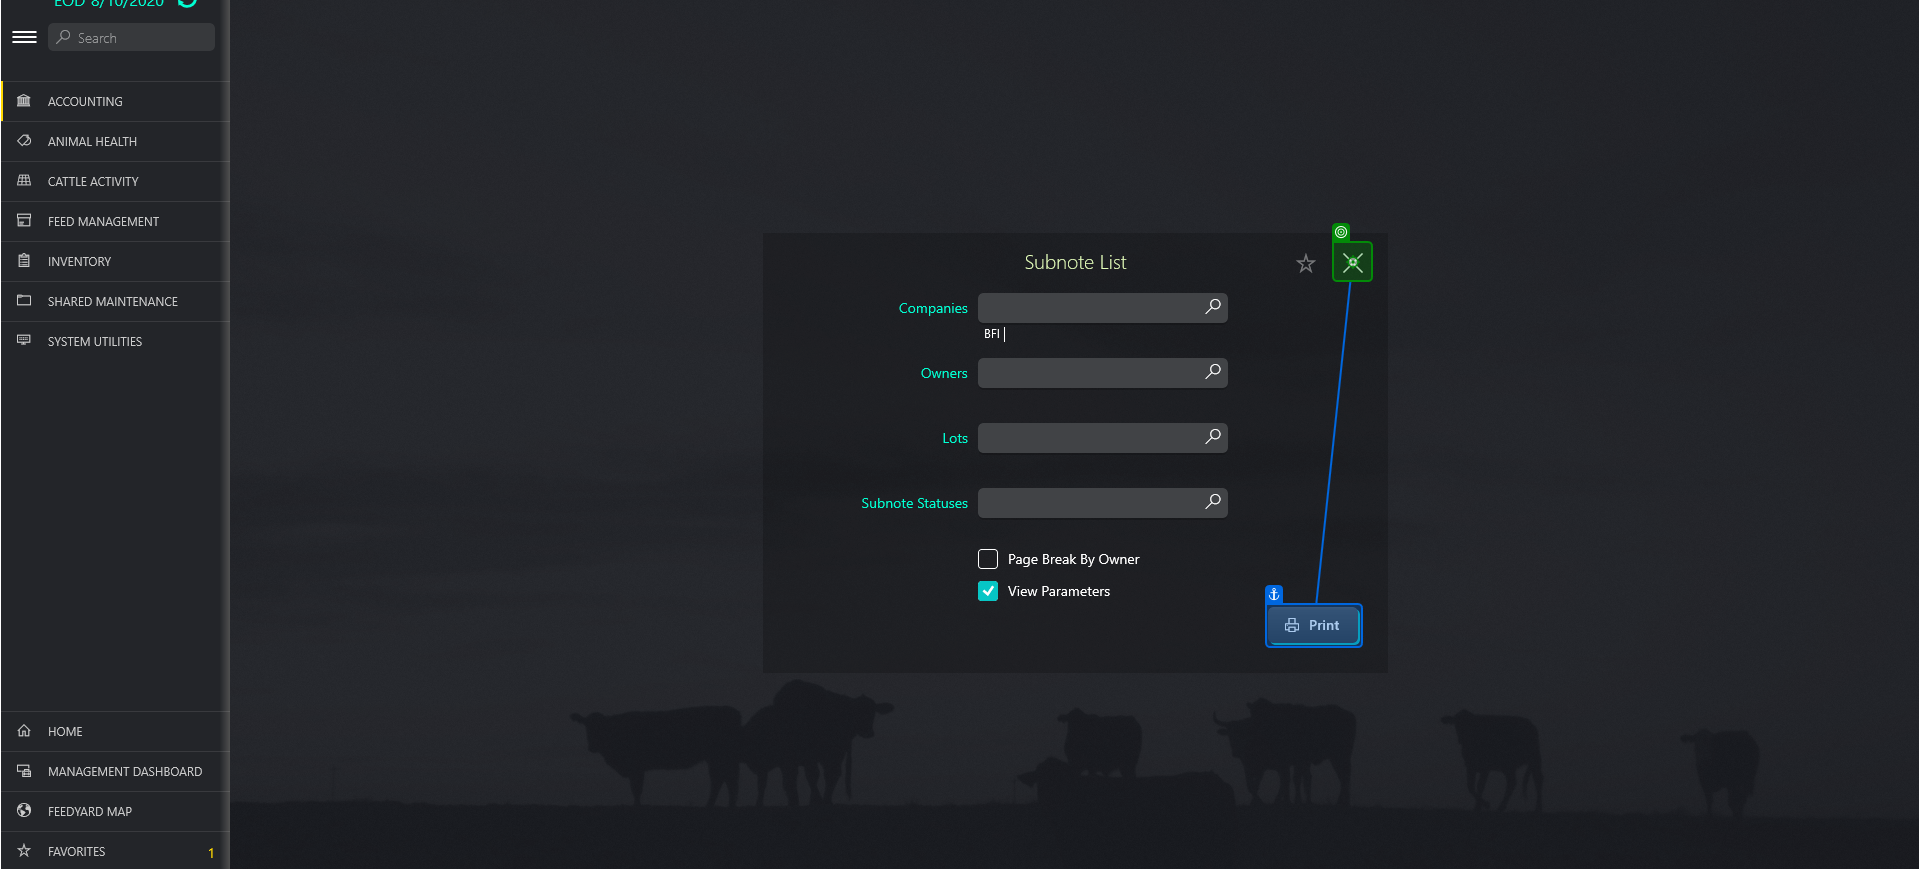 EOD 8/10/2020
Search
ACCOUNTING
ANIMAL HEALTH
CATTLE ACTIVITY
FEED MANAGEMENT
INVENTORY
SHARED MAINTENANCE
SYSTEM UTILITIES
HOME
MANAGEMENT DASHBOARD
FEEDYARD MAP
FAVORITES 1
Subnote List
Companies
BFI
Owners
Lots
Subnote Statuses
Page Break By Owner
View Parameters
Print